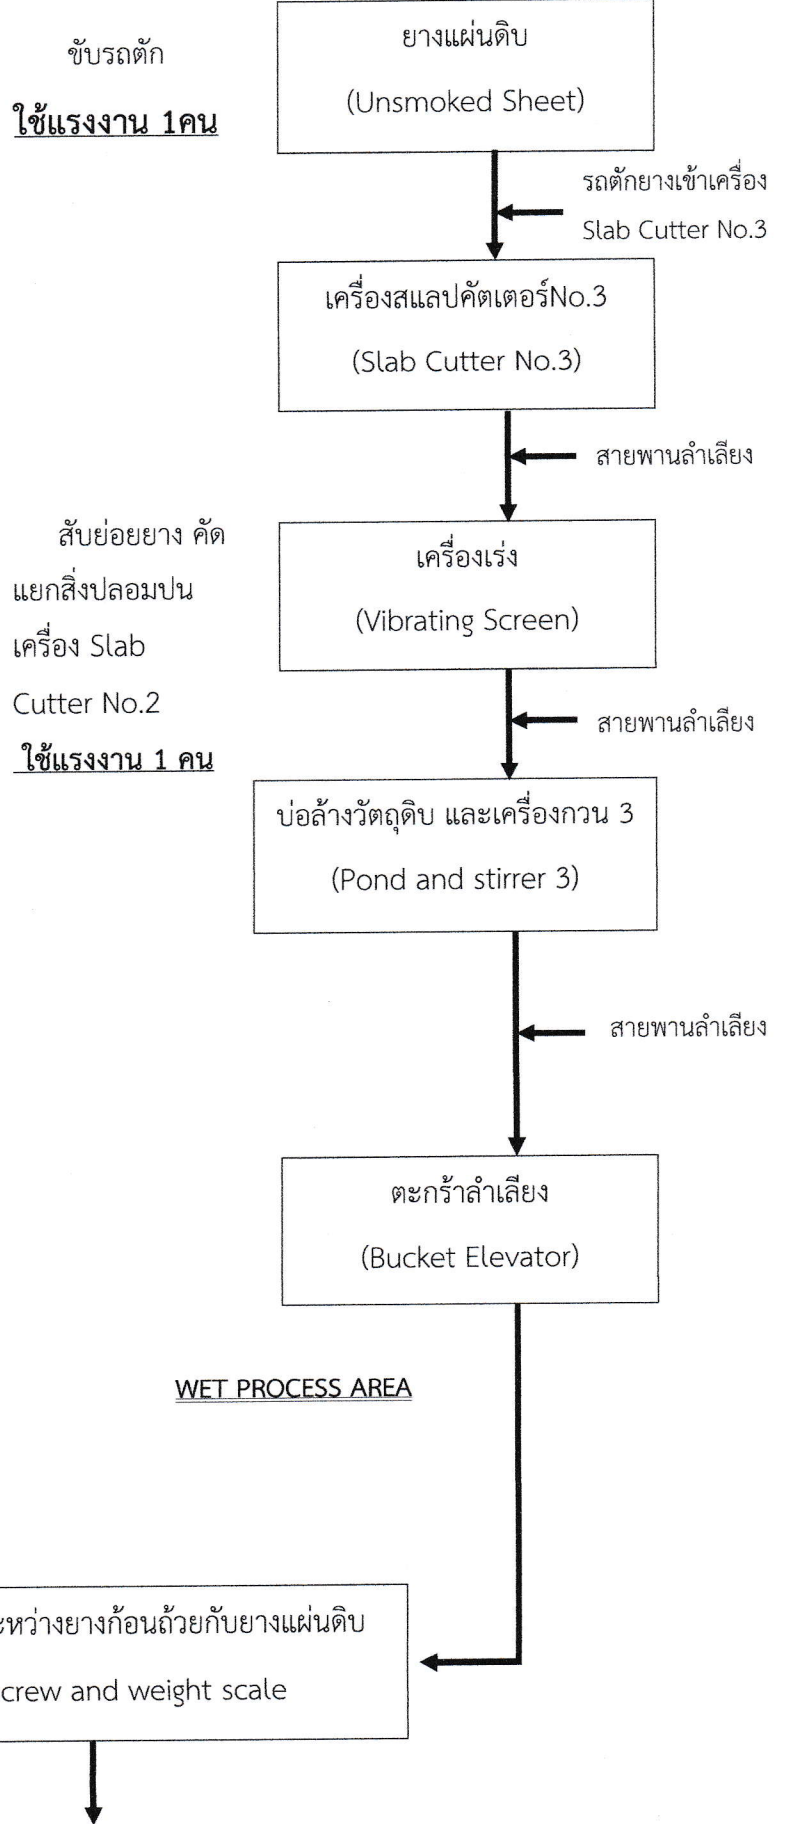 ยางแผ่นดิบ
ขับรถตัก
(Unsmoked Sheet)
ใช้แรงงาน 1คน
รถตักยางเข้าเครื่อง
Slab Cutter No.3
เครื่องสแลปคัตเตอร์No.3
(Slab Cutter No.3)
สายพานลำเลียง
สับย่อยยาง คัด
แยกสิ่งปลอมปน
เครื่อง Slab
Cutter No.2
ใช้แรงงาน 1 คน
เครื่องเร่ง
(Vibrating Screen)
สายพานลำเลียง
บ่อล้างวัตถุดิบ และเครื่องกวน 3
(Pond and stirrer 3)
สายพานลำเลียง
ตะกร้าลำเลียง
(Bucket Elevator)
WET PROCESS AREA
ะหว่างยางก้อนถ้วยกับยางแผ่นดิบ
crew and weight scale